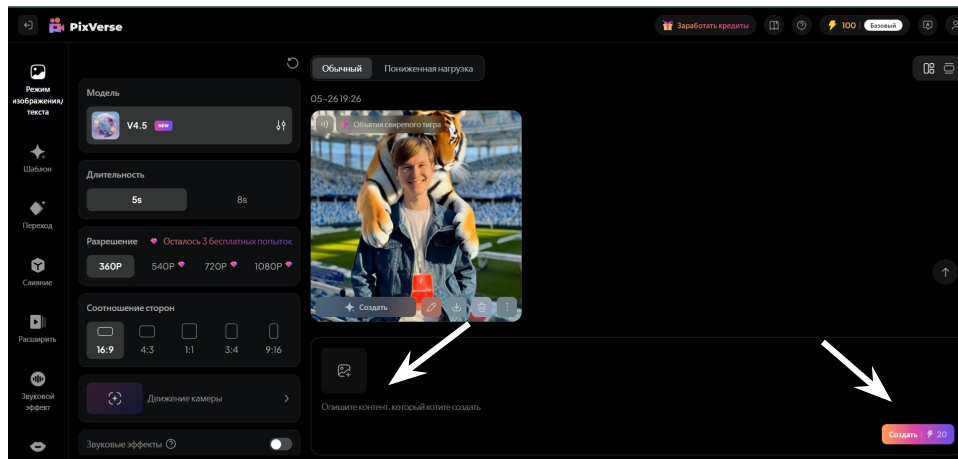 PixVerse
Заработать кредиты
100
Базовый
Режим
изображения/
текста
Шаблон
Переход
Слияние
Расширить
Звуковой
эффект
Модель
V4.5 NEW
Длительность
5s 8s
Разрешение Осталось 3 бесплатных попыток
360P 540P 720P 1080P
Соотношение сторон
16:9 4:3 1:1 3:4 9:16
Движение камеры
Звуковые эффекты
Обычный Пониженная нагрузка
05-26 19:26
Объятия свирепого тигра
Создать
Опишите контент, который хотите создать
Создать | 20